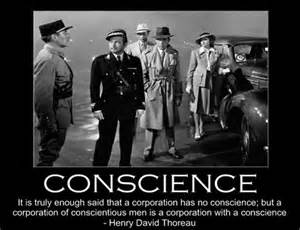 CONSCIENCE
It is truly enough said that a corporation has no conscience; but a
corporation of conscientious men is a corporation with a conscience
- Henry David Thoreau